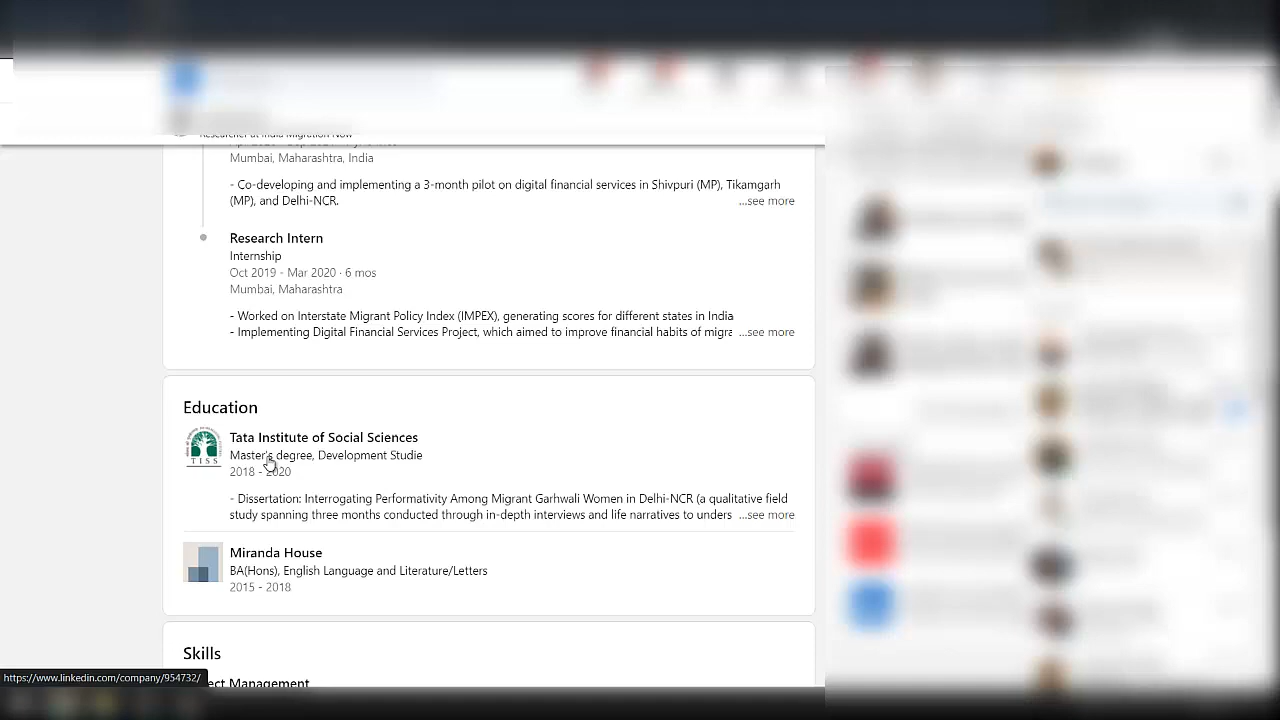 Researcher at India Migration Now
Mumbai, Maharashtra, India
- Co-developing and implementing a 3-month pilot on digital financial services in Shivpuri (MP), Tikamgarh
(MP), and Delhi-NCR. ...see more
Research Intern
Internship
Oct 2019 - Mar 2020 · 6 mos
Mumbai, Maharashtra
- Worked on Interstate Migrant Policy Index (IMPEX), generating scores for different states in India
- Implementing Digital Financial Services Project, which aimed to improve financial habits of migra ...see more
Education
Tata Institute of Social Sciences
Master's degree, Development Studie
2018 - 2020
TISS
- Dissertation: Interrogating Performativity Among Migrant Garhwali Women in Delhi-NCR (a qualitative field
study spanning three months conducted through in-depth interviews and life narratives to unders ...see more
Miranda House
BA(Hons), English Language and Literature/Letters
2015 - 2018
Skills
https://www.linkedin.com/company/954732/
ect Management